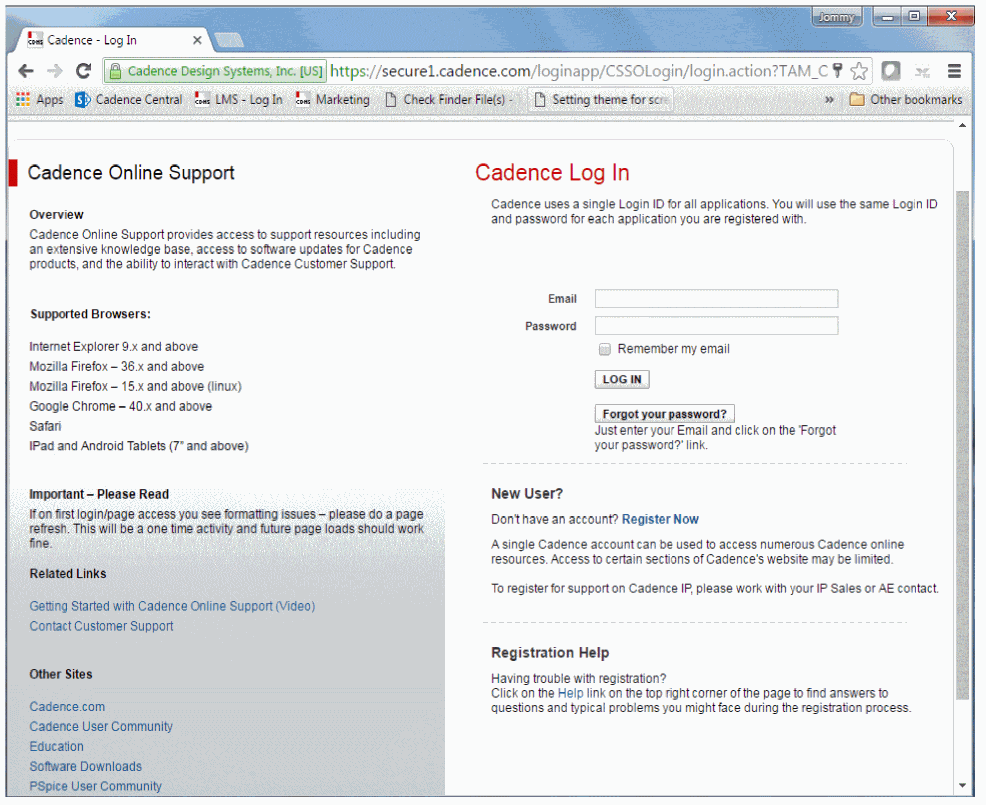 Jommy
Cadence - Log In
Cadence Design Systems, Inc. [US] https://secure1.cadence.com/loginapp/CSSOLogin/login.action?TAM_C
Apps Cadence Central LMS - Log In Marketing Check Finder File(s) - Setting theme for scre » Other bookmarks
Cadence Online Support
Overview
Cadence Online Support provides access to support resources including
an extensive knowledge base, access to software updates for Cadence
products, and the ability to interact with Cadence Customer Support.
Supported Browsers:
Internet Explorer 9.x and above
Mozilla Firefox – 36.x and above
Mozilla Firefox – 15.x and above (linux)
Google Chrome – 40.x and above
Safari
IPad and Android Tablets (7" and above)
Important – Please Read
If on first login/page access you see formatting issues – please do a page
refresh. This will be a one time activity and future page loads should work
fine.
Related Links
Getting Started with Cadence Online Support (Video)
Contact Customer Support
Other Sites
Cadence.com
Cadence User Community
Education
Software Downloads
PSpice User Community
Cadence Log In
Cadence uses a single Login ID for all applications. You will use the same Login ID
and password for each application you are registered with.
Email
Password
Remember my email
LOG IN
Forgot your password?
Just enter your Email and click on the 'Forgot
your password?' link.
New User?
Don't have an account? Register Now
A single Cadence account can be used to access numerous Cadence online
resources. Access to certain sections of Cadence's website may be limited.
To register for support on Cadence IP, please work with your IP Sales or AE contact.
Registration Help
Having trouble with registration?
Click on the Help link on the top right corner of the page to find answers to
questions and typical problems you might face during the registration process.